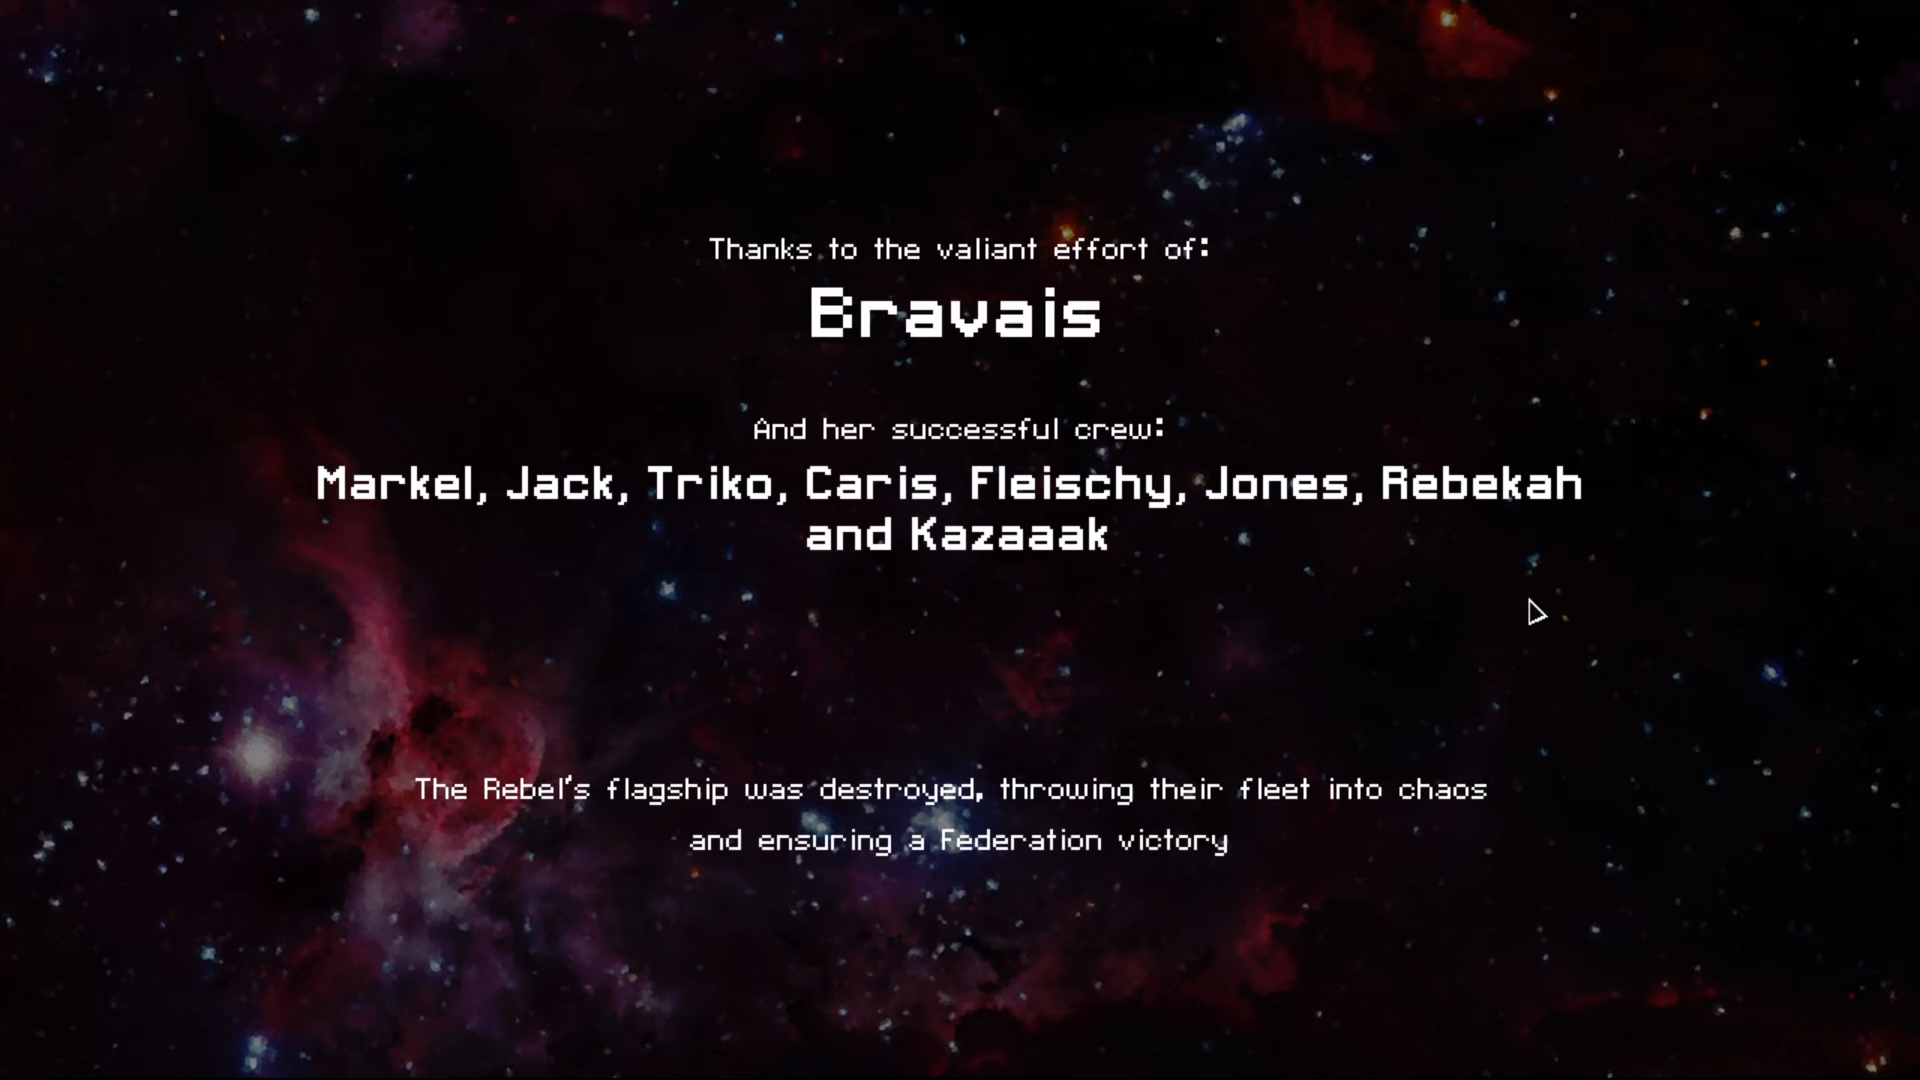 Thanks to the valiant effort of:
Bravais
And her successful crew:
Markel, Jack, Triko, Caris, Fleischy, Jones, Rebekah
and Kazaaak
The Rebel's flagship was destroyed, throwing their fleet into chaos
and ensuring a Federation victory